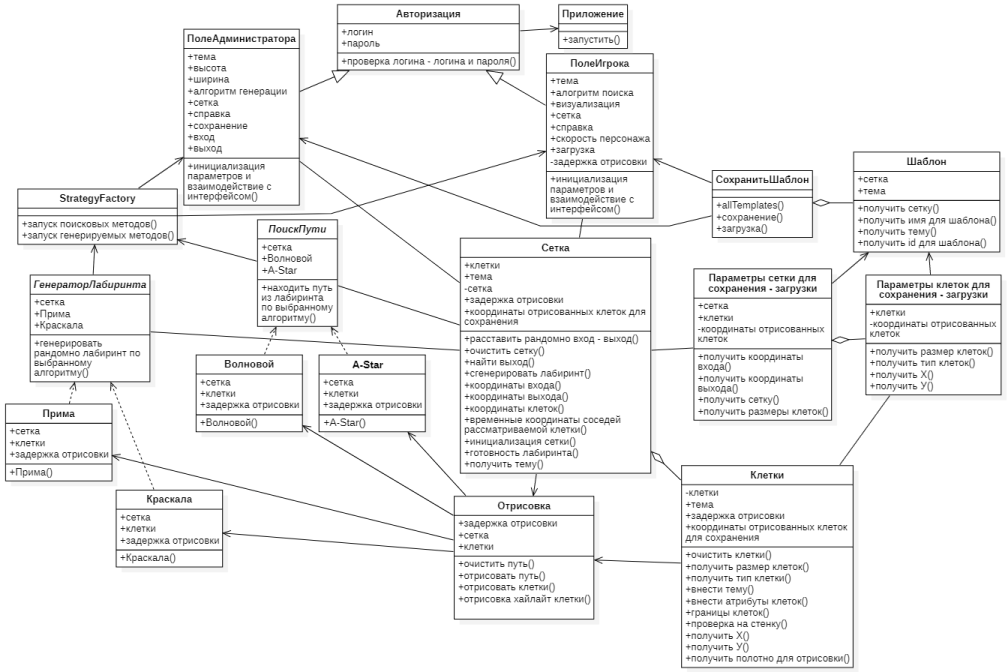 Авторизация
+логин
+пароль
+проверка логина - логина и пароля()
Приложение
+запустить()
ПолеАдминистратора
+тема
+высота
+ширина
+алгоритм генерации
+сетка
+справка
+сохранение
+вход
+выход
+инициализация
параметров и
взаимодействие с
интерфейсом()
ПолеИгрока
+тема
+алогритм поиска
+визуализация
+сетка
+справка
+скорость персонажа
+загрузка
-задержка отрисовки
+инициализация
параметров и
взаимодействие с
интерфейсом()
СохранитьШаблон
+allTemplates()
+сохранение()
+загрузка()
Шаблон
+сетка
+тема
+получить сетку()
+получить имя для шаблона()
+получить тему()
+получить id для шаблона()
StrategyFactory
+запуск поисковых методов()
+запуск генерируемых методов()
ПоискПути
+сетка
+Волновой
+A-Star
+находить путь
из лабиринта
по выбранному
алгоритму()
ГенераторЛабиринта
+сетка
+Прима
+Краскала
+генерировать
рандомно лабиринт по
выбранному
алгоритму()
Сетка
+клетки
+тема
-сетка
+задержка отрисовки
+координаты отрисованных клеток для
сохранения
+расставить рандомно вход - выход()
+очистить сетку()
+найти выход()
+сгенерировать лабиринт()
+координаты входа()
+координаты выхода()
+координаты клеток()
+временные координаты соседей
рассматриваемой клетки()
+инициализация сетки()
+готовность лабиринта()
+получить тему()
Параметры сетки для
сохранения - загрузки
+сетка
+клетки
-координаты отрисованных
клеток
+получить координаты
входа()
+получить координаты
выхода()
+получить сетку()
+получить размеры клеток()
Параметры клеток для
сохранения - загрузки
+клетки
-координаты отрисованных
клеток
+получить размер клеток()
+получить тип клеток()
+получить Х()
+получить У()
Волновой
+сетка
+клетки
+задержка отрисовки
+Волновой()
A-Star
+сетка
+клетки
+задержка отрисовки
+A-Star()
Прима
+сетка
+клетки
+задержка отрисовки
+Прима()
Краскала
+сетка
+клетки
+задержка отрисовки
+Краскала()
Отрисовка
+задержка отрисовки
+сетка
+клетки
+очистить путь()
+отрисовать путь()
+отрисовать клетки()
+отрисовка хайлайт клетки()
Клетки
-клетки
+тема
+задержка отрисовки
+координаты отрисованных клеток
для сохранения
+очистить клетки()
+получить размер клеток()
+получить тип клетки()
+внести тему()
+внести атрибуты клеток()
+границы клеток()
+проверка на стенку()
+получить Х()
+получить У()
+получить полотно для отрисовки()